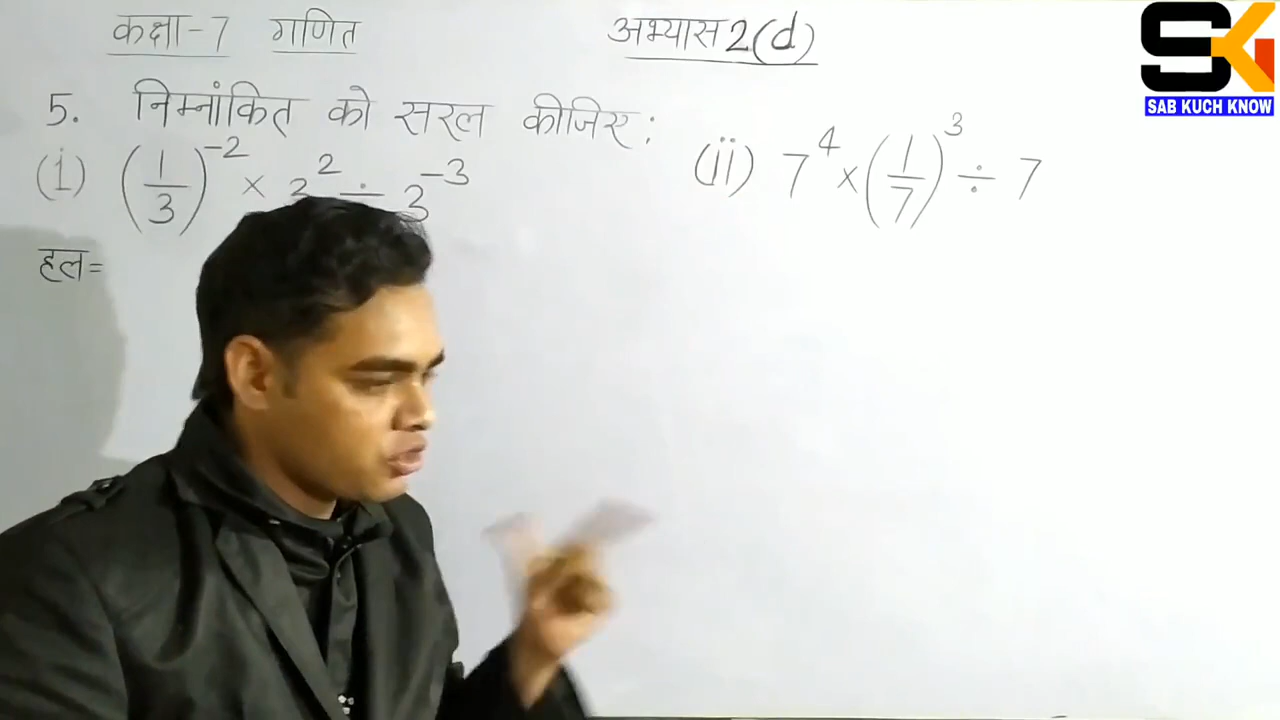 कक्षा-7 गणित अभ्यास 2(d)
5. निम्नांकित को सरल कीजिए:
(i) (1/3)^-2 × 3^2 ÷ 3^-3 (ii) 7^4 × (1/7)^3 ÷ 7
हल=
SK
SAB KUCH KNOW